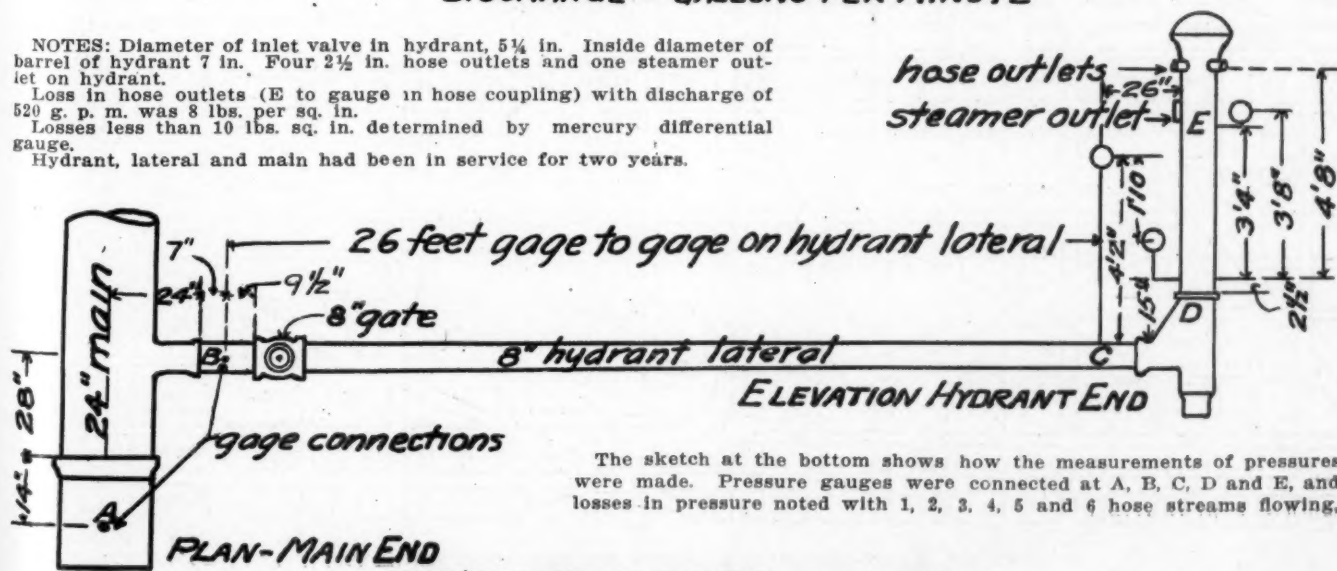 DISCHARGE - GALLONS PER MINUTE
NOTES: Diameter of inlet valve in hydrant, 5¼ in. Inside diameter of
barrel of hydrant 7 in. Four 2½ in. hose outlets and one steamer out-
let on hydrant.
Loss in hose outlets (E to gauge in hose coupling) with discharge of
520 g. p. m. was 8 lbs. per sq. in.
Losses less than 10 lbs. sq. in. determined by mercury differential
gauge.
Hydrant, lateral and main had been in service for two years.
hose outlets
26"
steamer outlet
E
1'10"
4'2"
3'4"
3'8"
4'8"
15"
2½"
D
7"
26 feet gage to gage on hydrant lateral
24"
9½"
8" gate
24" main
B
8" hydrant lateral
C
ELEVATION HYDRANT END
28"
gage connections
14"
A
PLAN-MAIN END
The sketch at the bottom shows how the measurements of pressures
were made. Pressure gauges were connected at A, B, C, D and E, and
losses in pressure noted with 1, 2, 3, 4, 5 and 6 hose streams flowing.